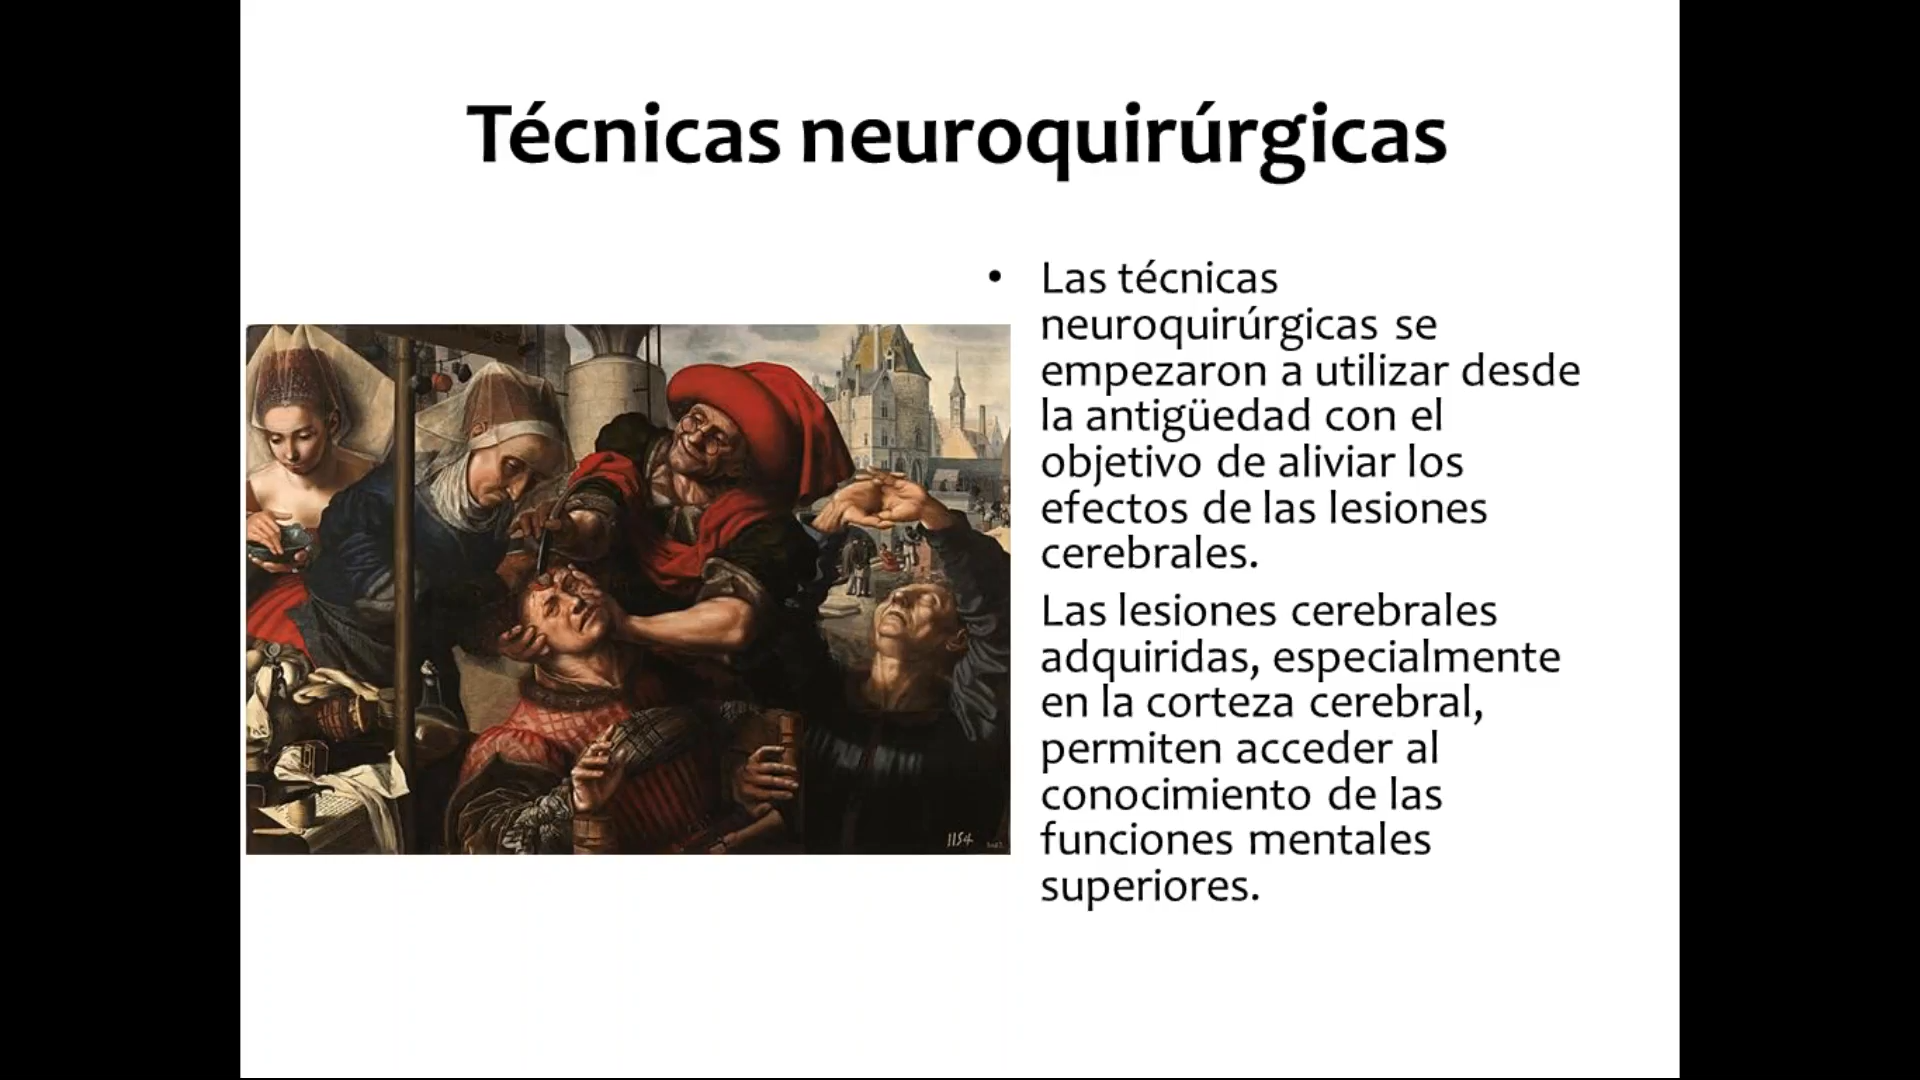 Técnicas neuroquirúrgicas
• Las técnicas
neuroquirúrgicas se
empezaron a utilizar desde
la antigüedad con el
objetivo de aliviar los
efectos de las lesiones
cerebrales.
Las lesiones cerebrales
adquiridas, especialmente
en la corteza cerebral,
permiten acceder al
conocimiento de las
funciones mentales
superiores.
1154